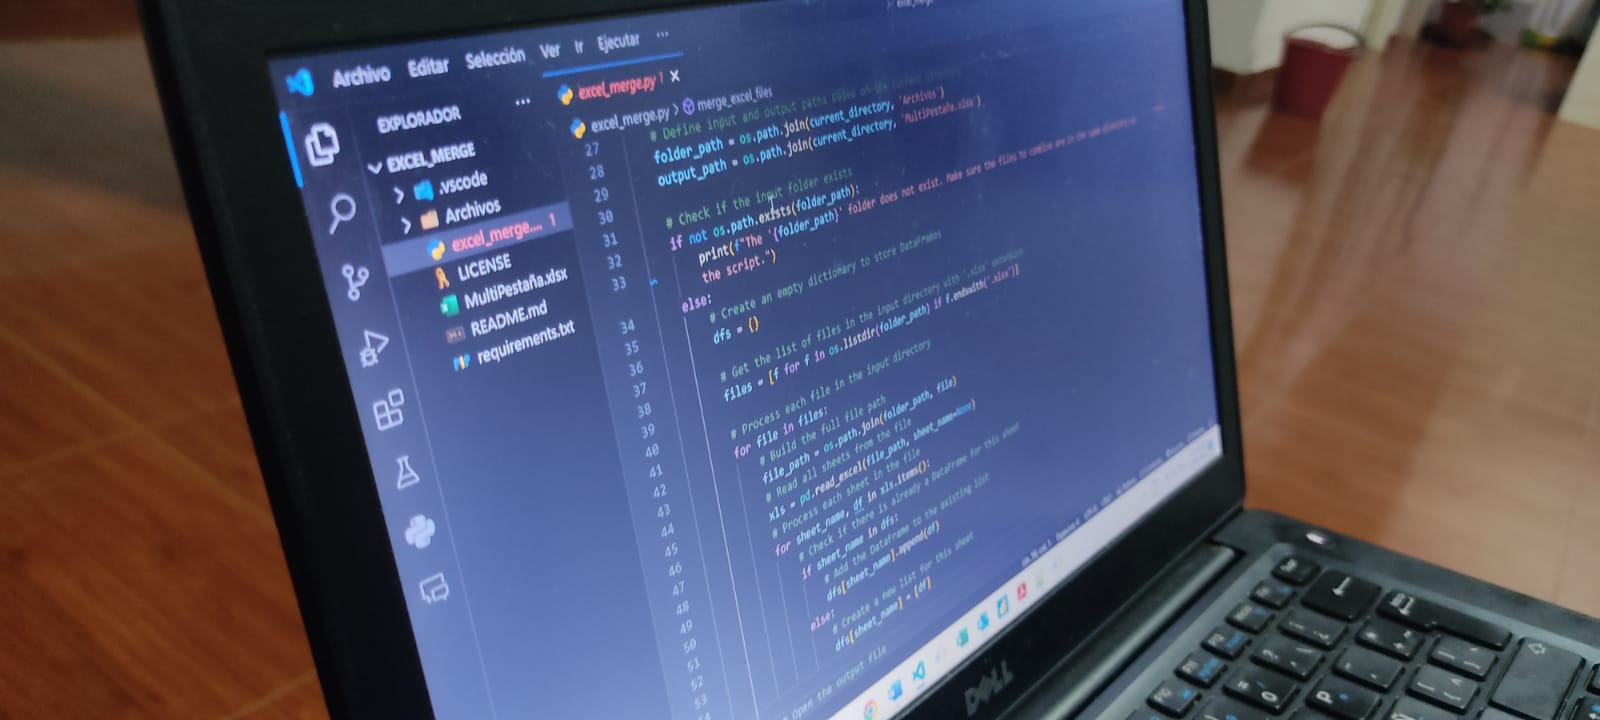 excel_merge
Archivo Editar Selección Ver Ir Ejecutar ...
EXPLORADOR ...
EXCEL_MERGE
.vscode
Archivos
excel_merge.... 1
LICENSE
MultiPestaña.xlsx
README.md
requirements.txt
excel_merge.py 1 X
excel_merge.py > merge_excel_files
# Define input and output paths based on the current directory
folder_path = os.path.join(current_directory, 'Archivos')
output_path = os.path.join(current_directory, 'MultiPestaña.xlsx')
# Check if the input folder exists
if not os.path.exists(folder_path):
print(f"The '{folder_path}' folder does not exist. Make sure the files to combine are in the same directory as
the script.")
else:
# Create an empty dictionary to store DataFrames
dfs = {}
# Get the list of files in the input directory with '.xlsx' extension
files = [f for f in os.listdir(folder_path) if f.endswith('.xlsx')]
# Process each file in the input directory
for file in files:
# Build the full file path
file_path = os.path.join(folder_path, file)
# Read all sheets from the file
xls = pd.read_excel(file_path, sheet_name=None)
# Process each sheet in the file
for sheet_name, df in xls.items():
# Check if there is already a DataFrame for this sheet
if sheet_name in dfs:
# Add the DataFrame to the existing list
dfs[sheet_name].append(df)
else:
# Create a new list for this sheet
dfs[sheet_name] = [df]
# Open the output file
27
28
29
30
31
32
33
34
35
36
37
38
39
40
41
42
43
44
45
46
47
48
49
50
51
52
53
54
DELL